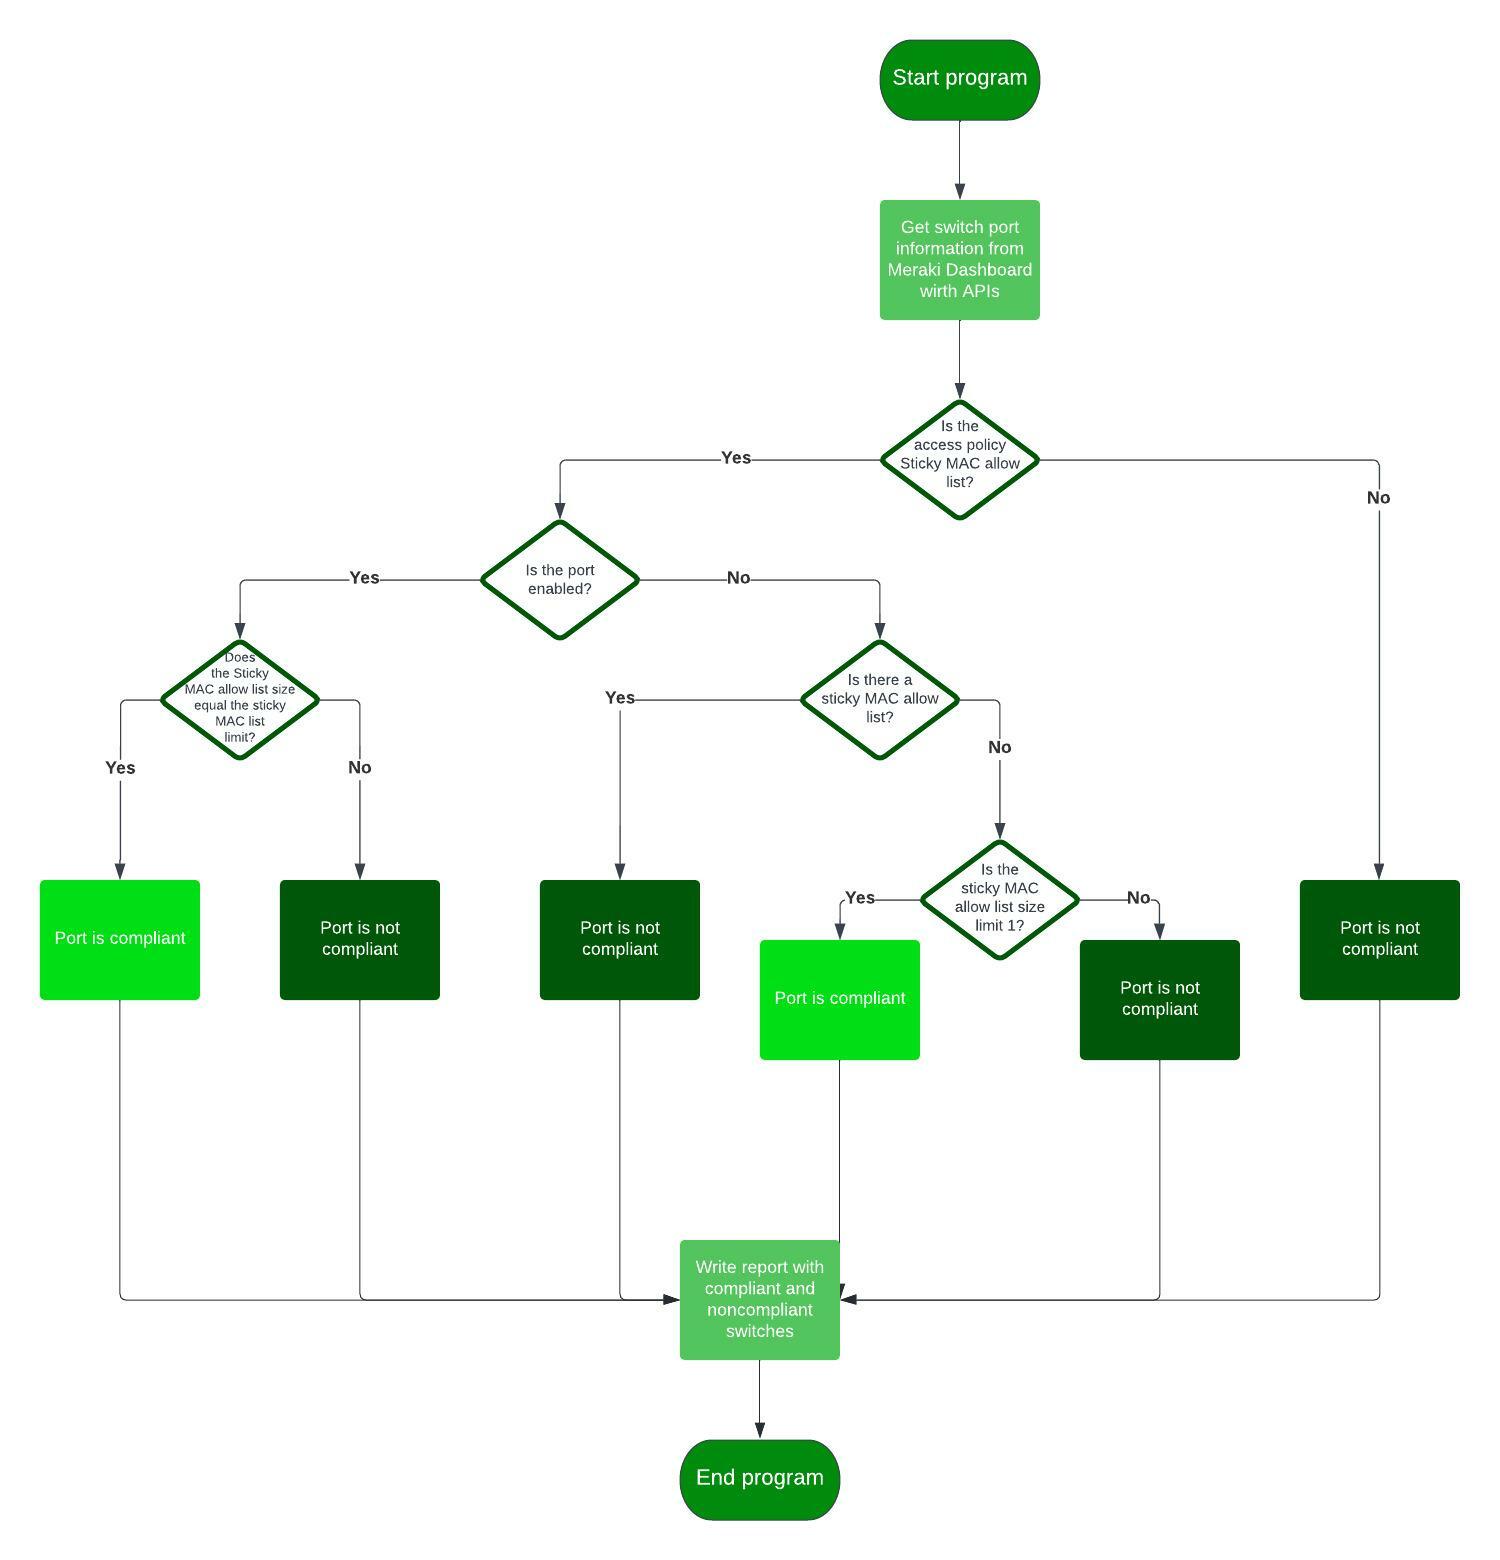 Start program
Get switch port
information from
Meraki Dashboard
wirth APIs
Is the
access policy
Sticky MAC allow
list?
Yes
No
Is the port
enabled?
Yes
No
Does
the Sticky
MAC allow list size
equal the sticky
MAC list
limit?
Yes
No
Is there a
sticky MAC allow
list?
Yes
No
Is the
sticky MAC
allow list size
limit 1?
Yes
No
Port is compliant
Port is not
compliant
Port is not
compliant
Port is compliant
Port is not
compliant
Port is not
compliant
Write report with
compliant and
noncompliant
switches
End program